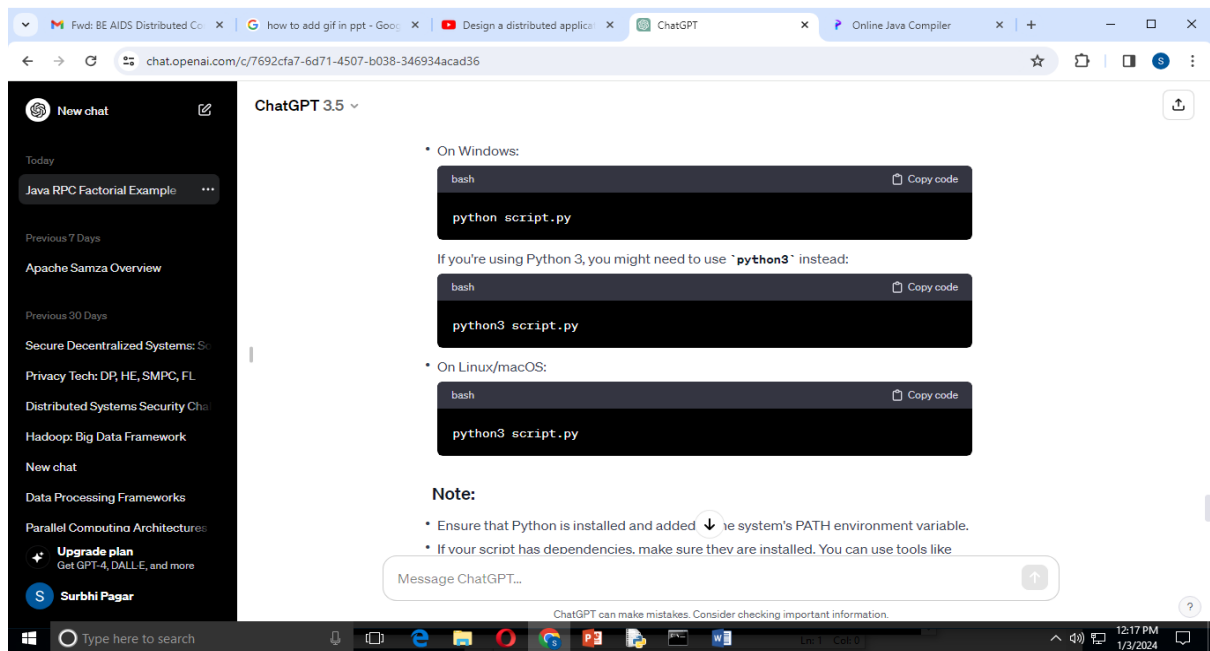 Fwd: BE AIDS Distributed Co
how to add gif in ppt - Goog
Design a distributed applica
ChatGPT
Online Java Compiler
chat.openai.com/c/7692cfa7-6d71-4507-b038-346934acad36
S
New chat
ChatGPT 3.5
Today
Java RPC Factorial Example
Previous 7 Days
Apache Samza Overview
Previous 30 Days
Secure Decentralized Systems: So
Privacy Tech: DP, HE, SMPC, FL
Distributed Systems Security Cha
Hadoop: Big Data Framework
New chat
Data Processing Frameworks
Parallel Computing Architectures
Upgrade plan
Get GPT-4, DALL·E, and more
S Surbhi Pagar
• On Windows:
bash Copy code
python script.py
If you're using Python 3, you might need to use `python3` instead:
bash Copy code
python3 script.py
• On Linux/macOS:
bash Copy code
python3 script.py
Note:
• Ensure that Python is installed and added he system's PATH environment variable.
• If your script has dependencies, make sure they are installed. You can use tools like
Message ChatGPT...
ChatGPT can make mistakes. Consider checking important information.
?
Type here to search
Ln: 1 Col: 0
12:17 PM
1/3/2024